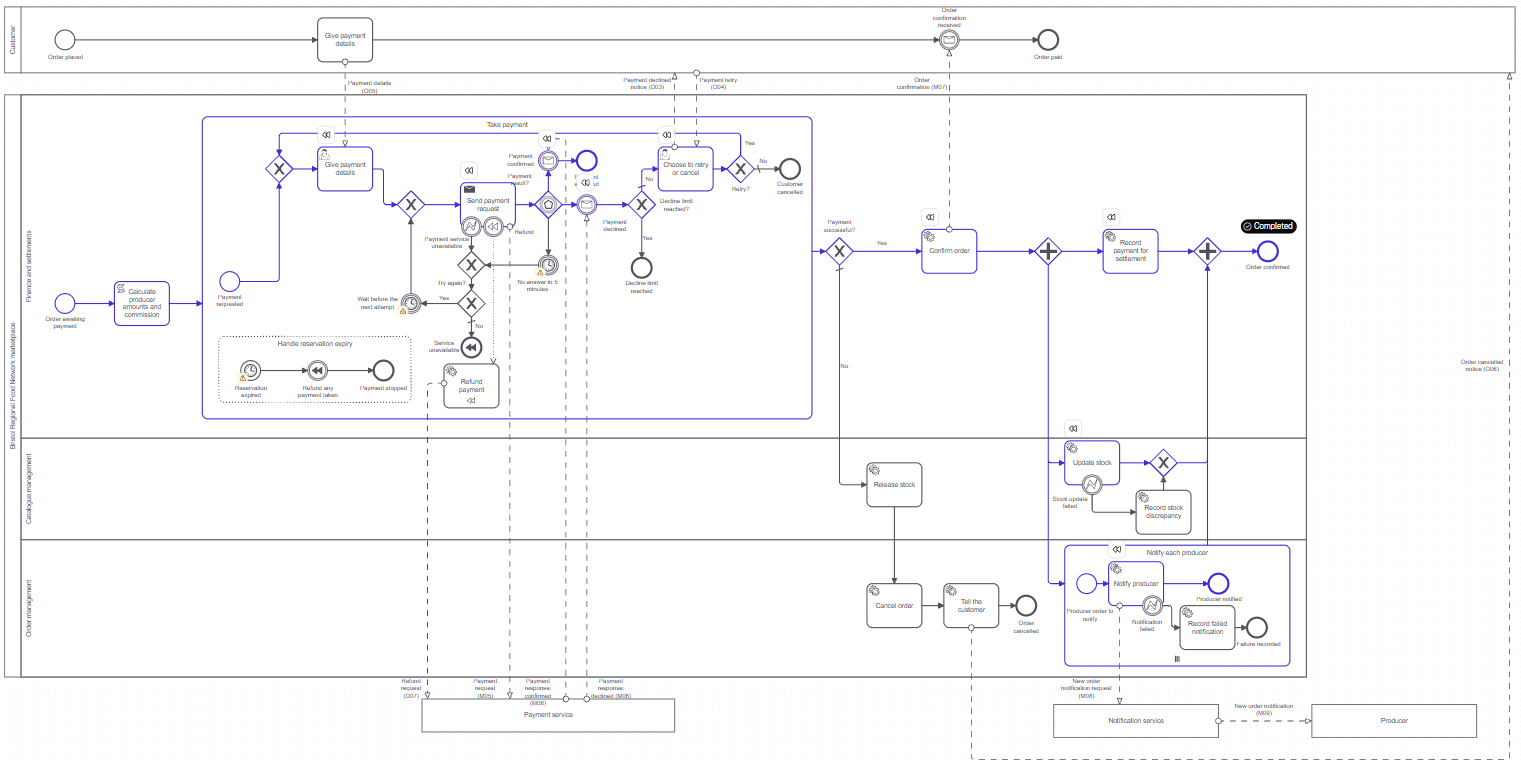 Order
confirmation
received
Customer
Give payment
details
Order placed
Order paid
Payment details
(O05)
Payment declined
notice (O03)
Payment retry
(O04)
Order
confirmation (M07)
Bristol Regional Food Network marketplace
Finance and settlements
Take payment
Give payment
details
Payment
confirmed
Payment
result?
Send payment
request
Choose to retry
or cancel
Yes
No
Retry?
Customer
cancelled
No
Decline limit
reached?
Payment
declined
Yes
Decline limit
reached
Refund
Payment service
unavailable
Try again?
No answer in 5
minutes
Wait before the
next attempt
Yes
No
Service
unavailable
Payment
requested
Order awaiting
payment
Calculate
producer
amounts and
commission
Handle reservation expiry
Reservation
expired
Refund any
payment taken
Payment stopped
Refund
payment
Payment
successful?
Yes
No
Confirm order
Record
payment for
settlement
Completed
Order confirmed
Order cancelled
notice (O06)
Catalogue management
Release stock
Update stock
Stock update
failed
Record stock
discrepancy
Order management
Cancel order
Tell the
customer
Order
cancelled
Notify each producer
Producer order to
notify
Notify producer
Producer notified
Notification
failed
Record failed
notification
Failure recorded
Refund
request
(O07)
Payment
request
(M05)
Payment
response:
confirmed
(M06)
Payment
response:
declined (M06)
Payment service
New order
notification request
(M08)
Notification service
New order notification
(M09)
Producer